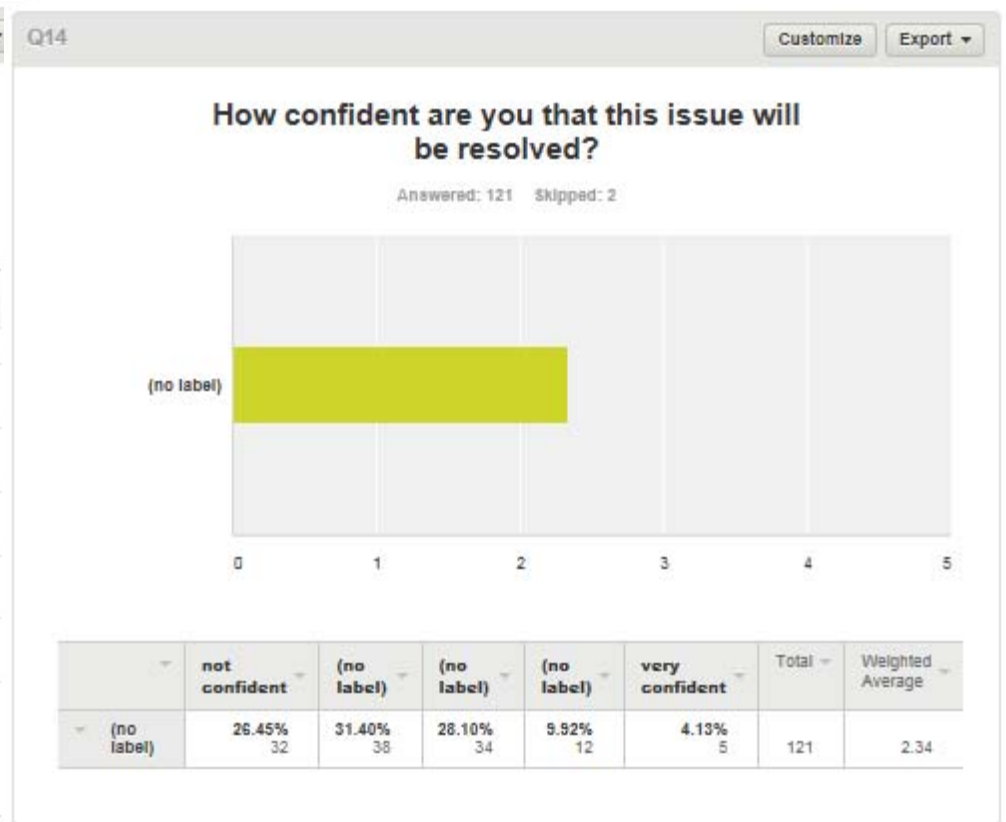 Q14
Customize Export
How confident are you that this issue will
be resolved?
Answered: 121 Skipped: 2
(no label)
0 1 2 3 4 5
not confident (no label) (no label) (no label) very confident Total Weighted Average
(no label) 26.45% 32 31.40% 38 28.10% 34 9.92% 12 4.13% 5 121 2.34